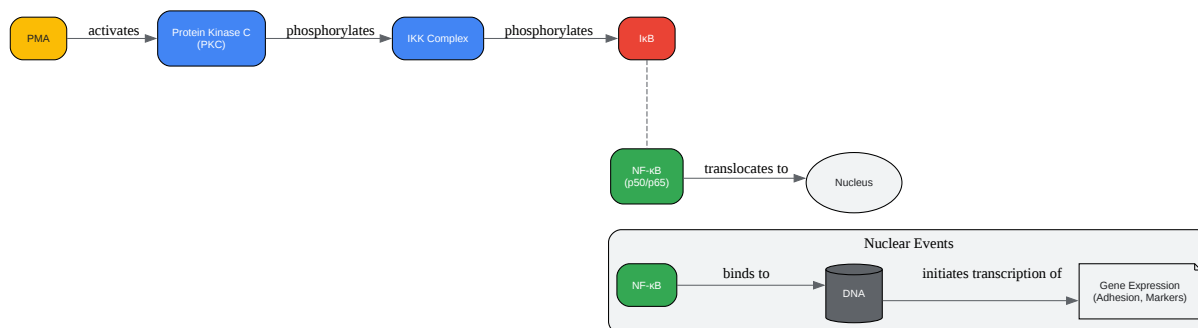 PMA
activates
Protein Kinase C
(PKC)
phosphorylates
IKK Complex
phosphorylates
IκB
NF-κB
(p50/p65)
translocates to
Nucleus
Nuclear Events
NF-κB
binds to
DNA
initiates transcription of
Gene Expression
(Adhesion, Markers)